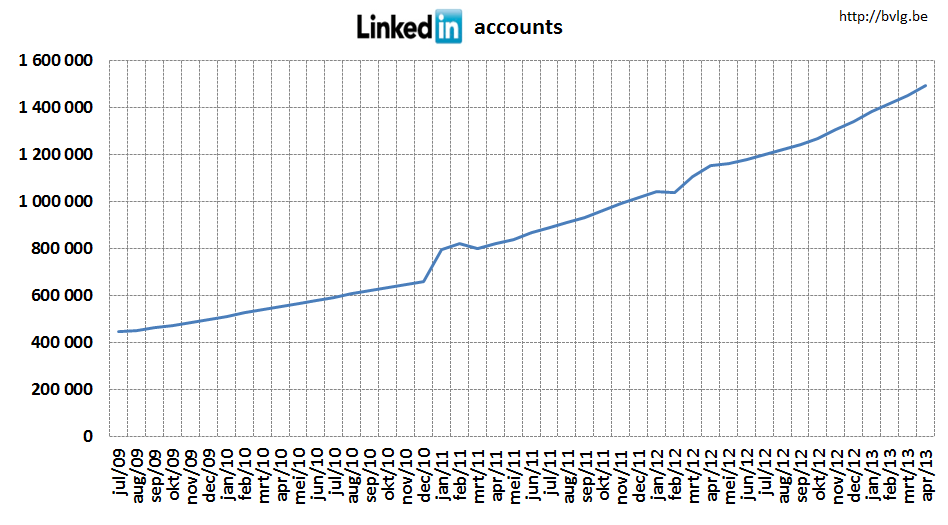 http://bvlg.be
Linkedin accounts
1 600 000
1 400 000
1 200 000
1 000 000
800 000
600 000
400 000
200 000
0
jul/09
aug/09
sep/09
okt/09
nov/09
dec/09
jan/10
feb/10
mrt/10
apr/10
mei/10
jun/10
jul/10
aug/10
sep/10
okt/10
nov/10
dec/10
jan/11
feb/11
mrt/11
apr/11
mei/11
jun/11
jul/11
aug/11
sep/11
okt/11
nov/11
dec/11
jan/12
feb/12
mrt/12
apr/12
mei/12
jun/12
jul/12
aug/12
sep/12
okt/12
nov/12
dec/12
jan/13
feb/13
mrt/13
apr/13